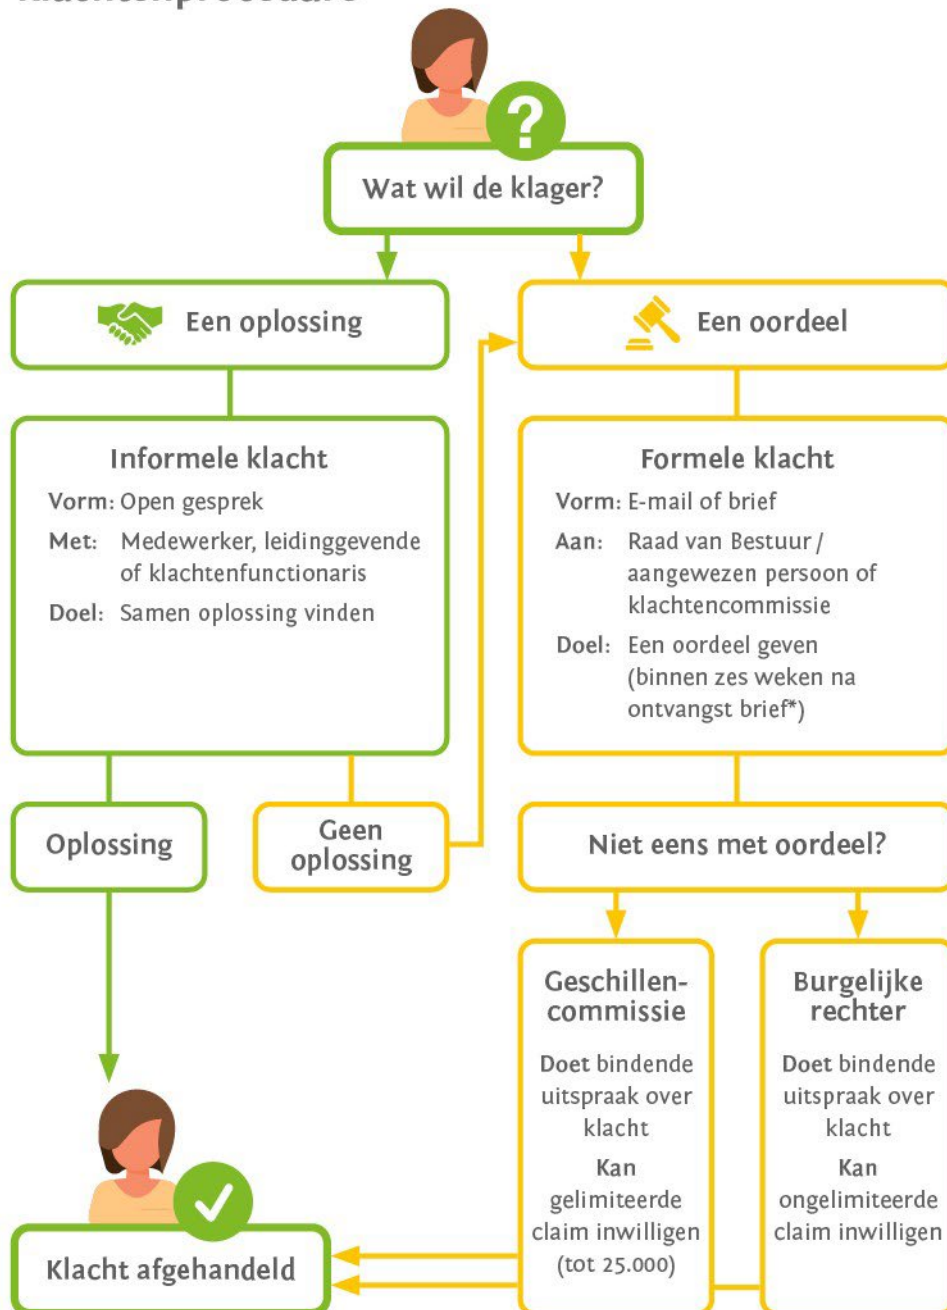 Klachtenprocedure
?
Wat wil de klager?
Een oplossing
Een oordeel
Informele klacht
Vorm: Open gesprek
Met: Medewerker, leidinggevende
of klachtenfunctionaris
Doel: Samen oplossing vinden
Formele klacht
Vorm: E-mail of brief
Aan: Raad van Bestuur /
aangewezen persoon of
klachtencommissie
Doel: Een oordeel geven
(binnen zes weken na
ontvangst brief*)
Oplossing
Geen
oplossing
Niet eens met oordeel?
Geschillen-
commissie
Doet bindende
uitspraak over
klacht
Kan
gelimiteerde
claim inwilligen
(tot 25.000)
Burgelijke
rechter
Doet bindende
uitspraak over
klacht
Kan
ongelimiteerde
claim inwilligen
Klacht afgehandeld